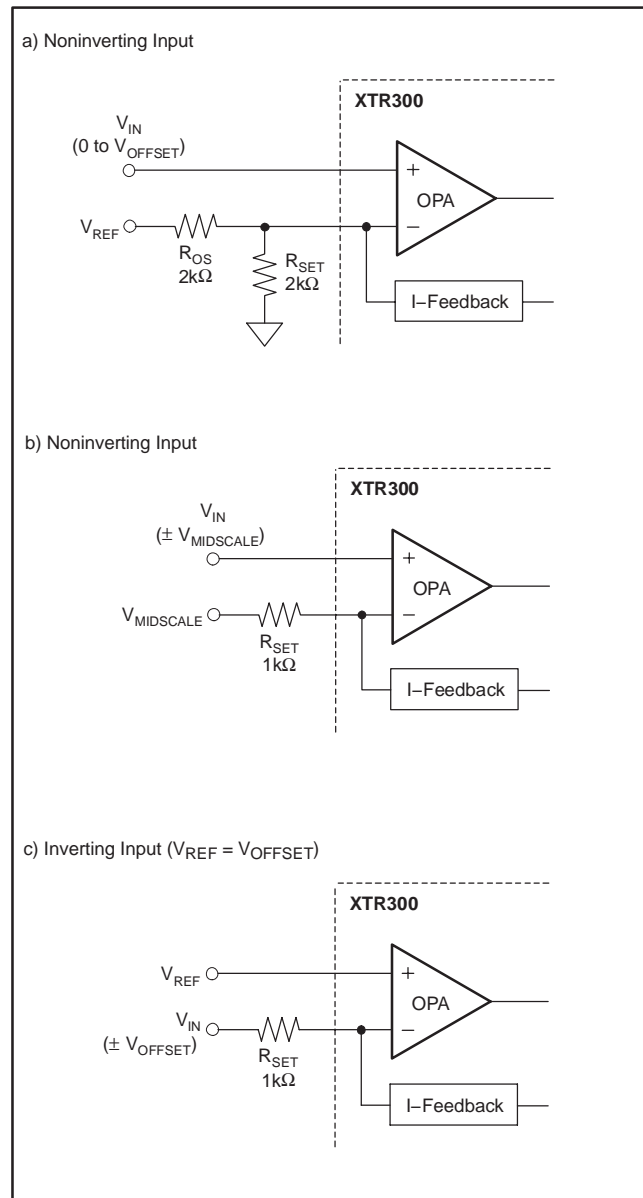 a) Noninverting Input
XTR300
V_IN
(0 to V_OFFSET)
+
OPA
V_REF
−
R_OS
2kΩ
R_SET
2kΩ
I−Feedback
b) Noninverting Input
XTR300
V_IN
(± V_MIDSCALE)
+
OPA
V_MIDSCALE
−
R_SET
1kΩ
I−Feedback
c) Inverting Input (V_REF = V_OFFSET)
XTR300
V_REF
+
OPA
V_IN
(± V_OFFSET)
−
R_SET
1kΩ
I−Feedback